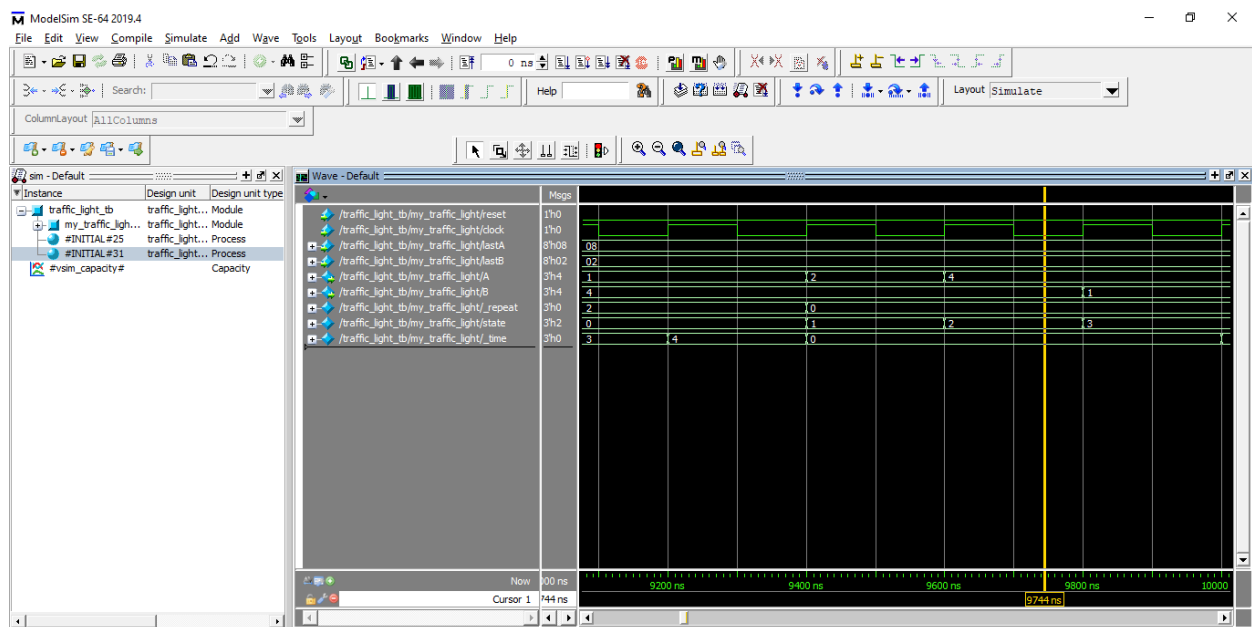 ModelSim SE-64 2019.4
File Edit View Compile Simulate Add Wave Tools Layout Bookmarks Window Help
0 ns
Search: Help Layout Simulate
ColumnLayout AllColumns
sim - Default
Instance Design unit Design unit type
traffic_light_tb traffic_light... Module
my_traffic_ligh... traffic_light... Module
#INITIAL#25 traffic_light... Process
#INITIAL#31 traffic_light... Process
#vsim_capacity# Capacity
Wave - Default
Msgs
/traffic_light_tb/my_traffic_light/reset 1'h0
/traffic_light_tb/my_traffic_light/clock 1'h0
/traffic_light_tb/my_traffic_light/lastA 8'h08 08
/traffic_light_tb/my_traffic_light/lastB 8'h02 02
/traffic_light_tb/my_traffic_light/A 3'h4 1 2 4
/traffic_light_tb/my_traffic_light/B 3'h4 4 1
/traffic_light_tb/my_traffic_light/_repeat 3'h0 2 0
/traffic_light_tb/my_traffic_light/state 3'h2 0 1 2 3
/traffic_light_tb/my_traffic_light/_time 3'h0 3 4 0
Now 000 ns 9200 ns 9400 ns 9600 ns 9800 ns 10000
Cursor 1 744 ns 9744 ns